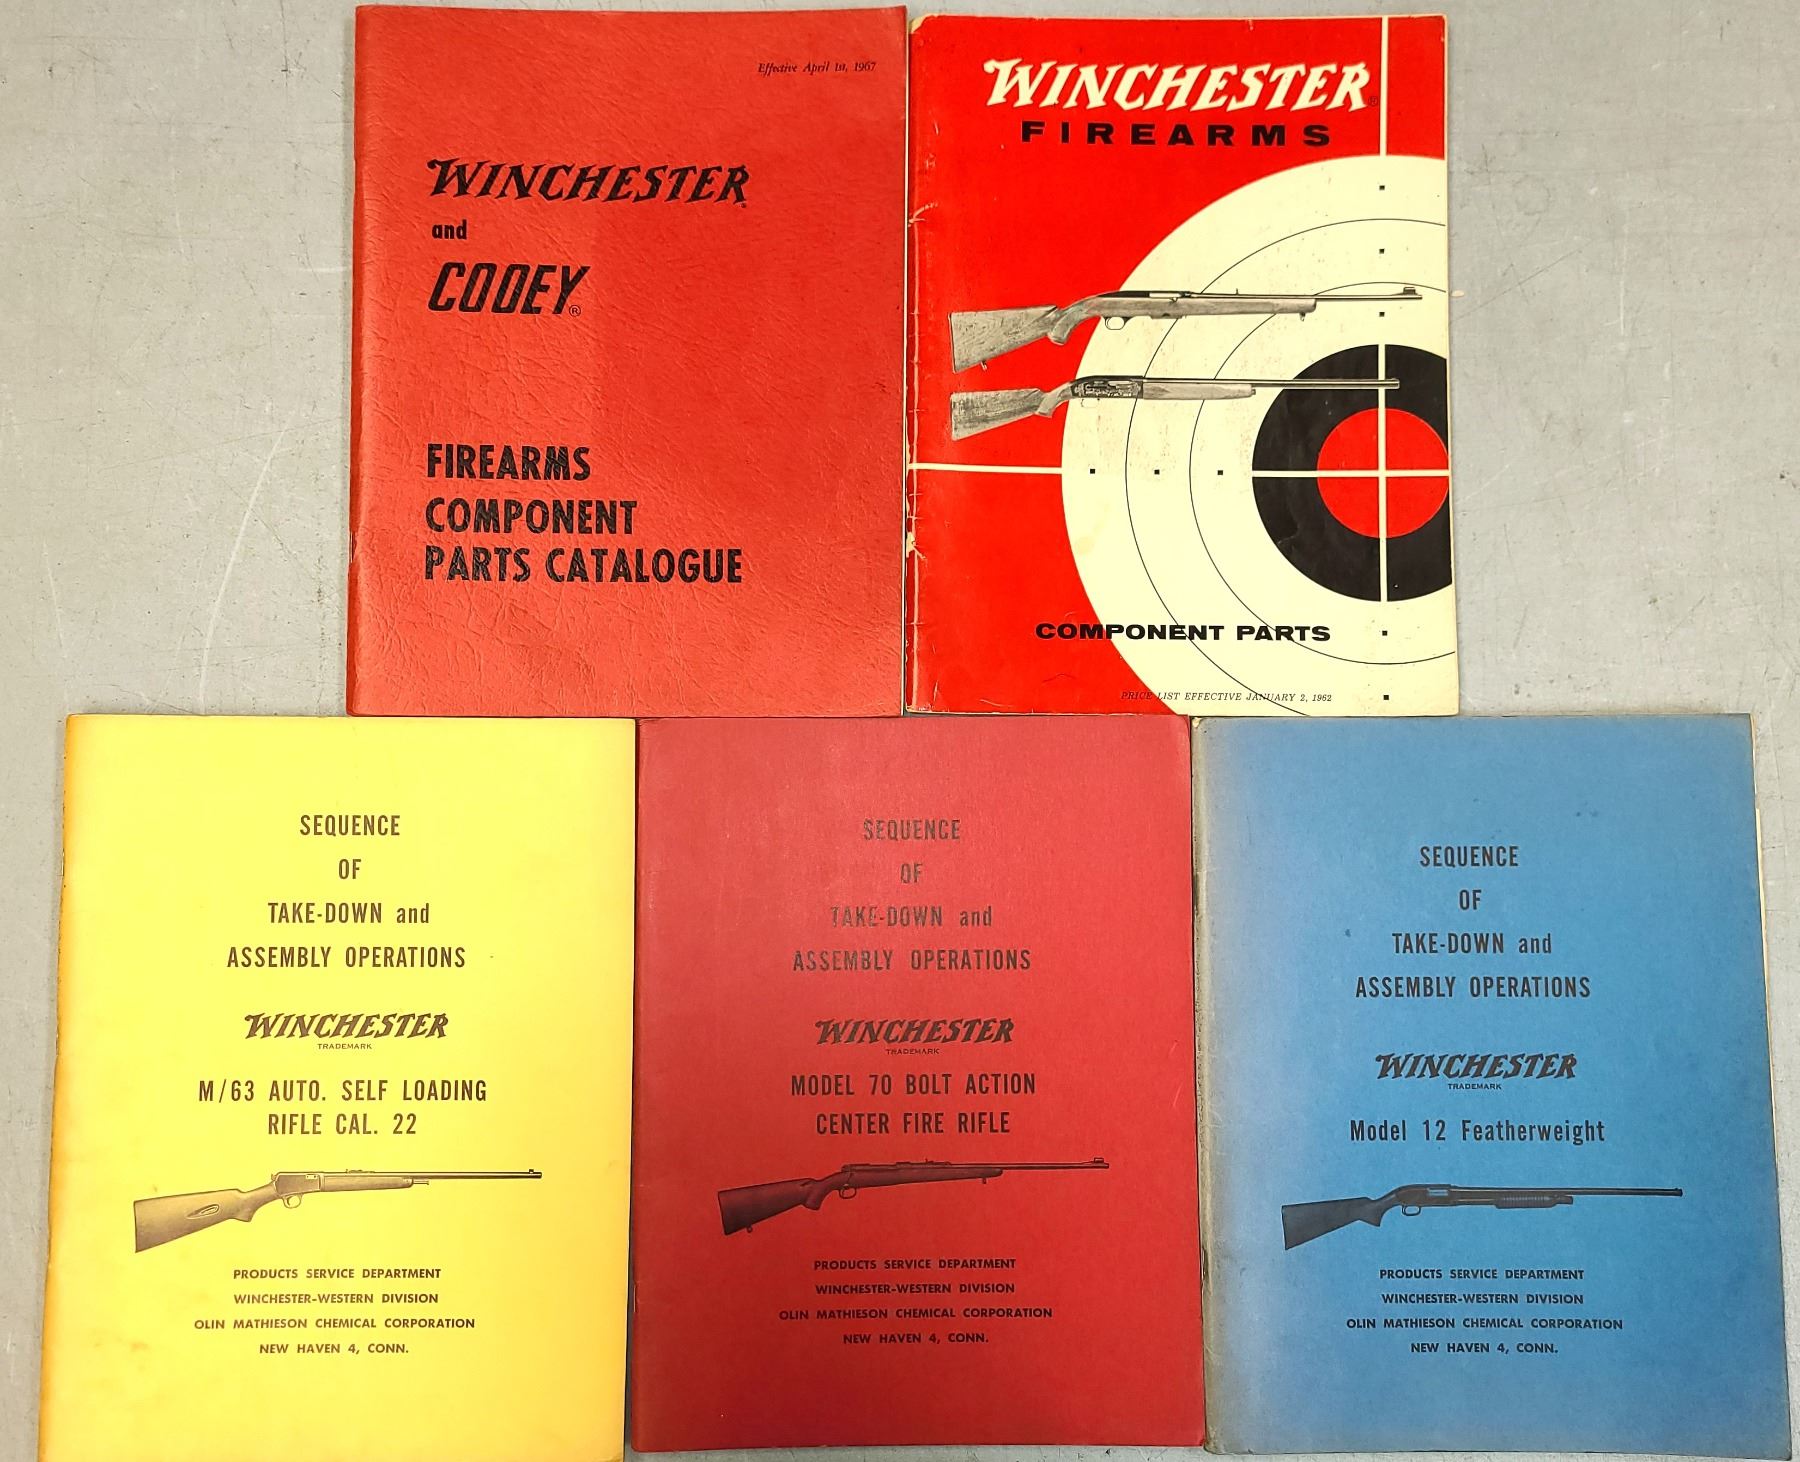 Effective April 1st, 1967
WINCHESTER®
and
COOEY®
FIREARMS
COMPONENT
PARTS CATALOGUE
WINCHESTER®
FIREARMS
COMPONENT PARTS
PRICE LIST EFFECTIVE JANUARY 2, 1962
SEQUENCE
OF
TAKE-DOWN and
ASSEMBLY OPERATIONS
WINCHESTER
TRADEMARK
M/63 AUTO. SELF LOADING
RIFLE CAL. 22
PRODUCTS SERVICE DEPARTMENT
WINCHESTER-WESTERN DIVISION
OLIN MATHIESON CHEMICAL CORPORATION
NEW HAVEN 4, CONN.
SEQUENCE
OF
TAKE-DOWN and
ASSEMBLY OPERATIONS
WINCHESTER
TRADEMARK
MODEL 70 BOLT ACTION
CENTER FIRE RIFLE
PRODUCTS SERVICE DEPARTMENT
WINCHESTER-WESTERN DIVISION
OLIN MATHIESON CHEMICAL CORPORATION
NEW HAVEN 4, CONN.
SEQUENCE
OF
TAKE-DOWN and
ASSEMBLY OPERATIONS
WINCHESTER
TRADEMARK
Model 12 Featherweight
PRODUCTS SERVICE DEPARTMENT
WINCHESTER-WESTERN DIVISION
OLIN MATHIESON CHEMICAL CORPORATION
NEW HAVEN 4, CONN.